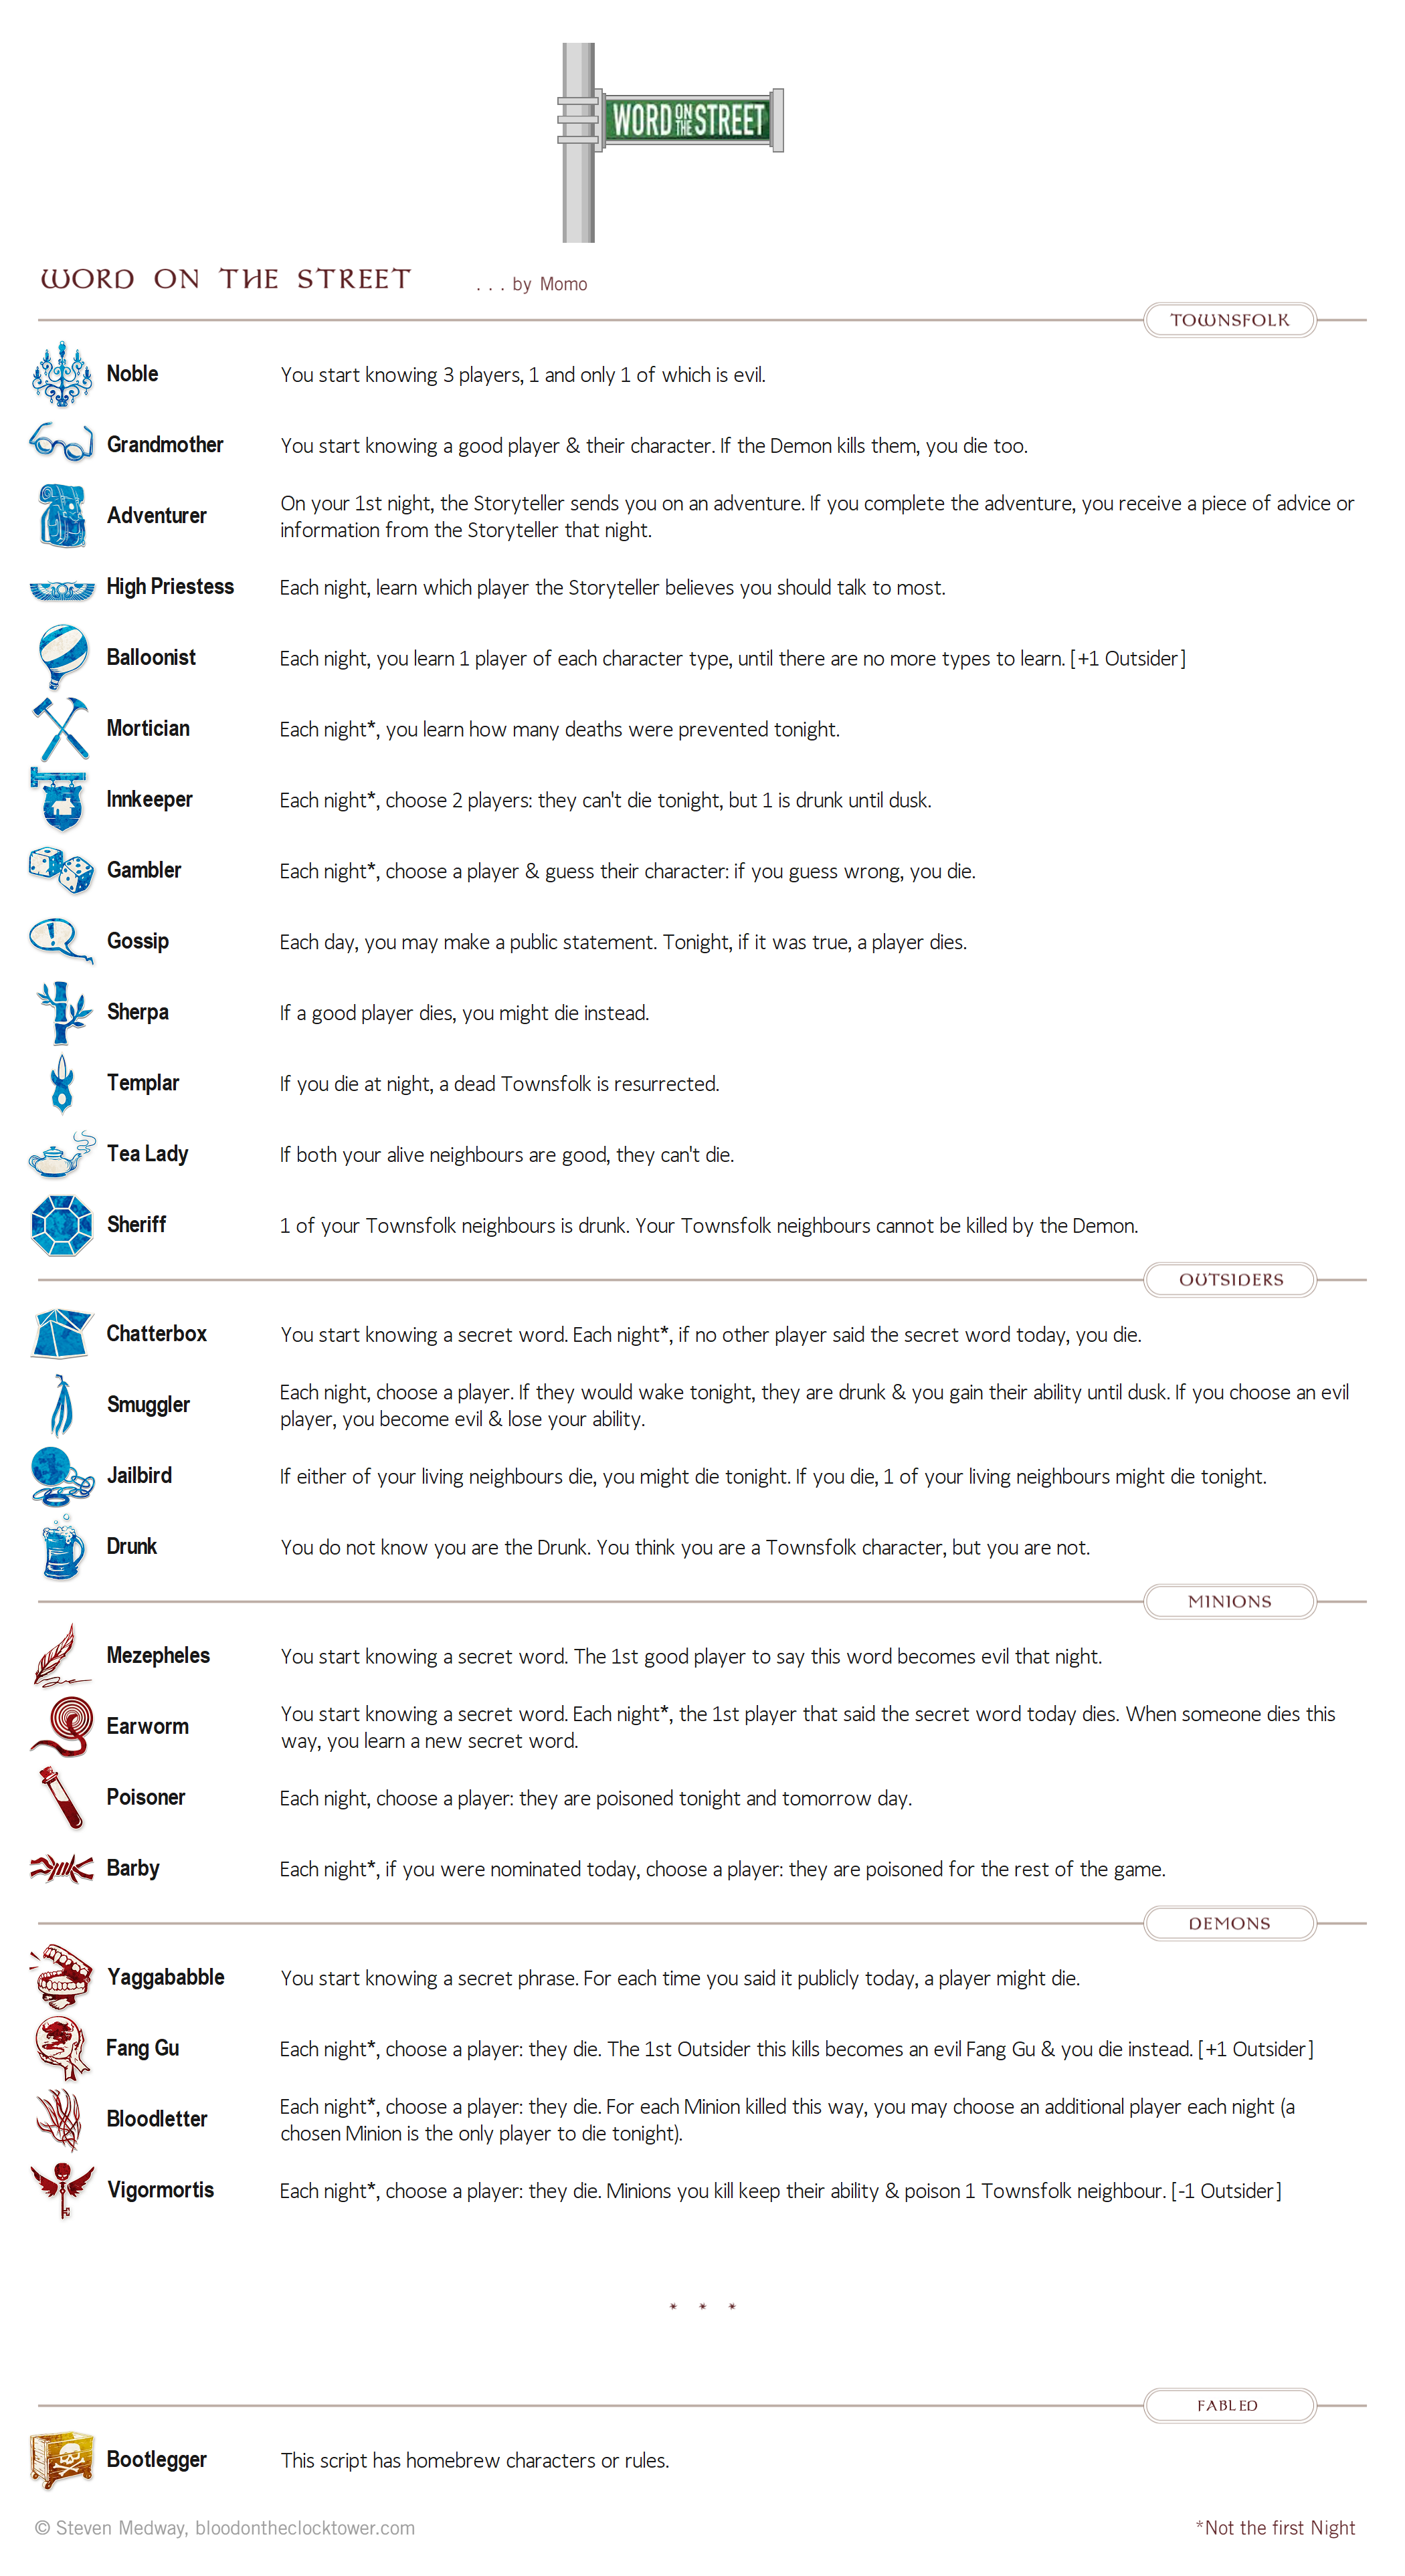 WORD ON THE STREET
WORD ON THE STREET . . . by Momo
TOWNSFOLK
Noble You start knowing 3 players, 1 and only 1 of which is evil.
Grandmother You start knowing a good player & their character. If the Demon kills them, you die too.
Adventurer On your 1st night, the Storyteller sends you on an adventure. If you complete the adventure, you receive a piece of advice or
information from the Storyteller that night.
High Priestess Each night, learn which player the Storyteller believes you should talk to most.
Balloonist Each night, you learn 1 player of each character type, until there are no more types to learn. [+1 Outsider]
Mortician Each night*, you learn how many deaths were prevented tonight.
Innkeeper Each night*, choose 2 players: they can't die tonight, but 1 is drunk until dusk.
Gambler Each night*, choose a player & guess their character: if you guess wrong, you die.
Gossip Each day, you may make a public statement. Tonight, if it was true, a player dies.
Sherpa If a good player dies, you might die instead.
Templar If you die at night, a dead Townsfolk is resurrected.
Tea Lady If both your alive neighbours are good, they can't die.
Sheriff 1 of your Townsfolk neighbours is drunk. Your Townsfolk neighbours cannot be killed by the Demon.
OUTSIDERS
Chatterbox You start knowing a secret word. Each night*, if no other player said the secret word today, you die.
Smuggler Each night, choose a player. If they would wake tonight, they are drunk & you gain their ability until dusk. If you choose an evil
player, you become evil & lose your ability.
Jailbird If either of your living neighbours die, you might die tonight. If you die, 1 of your living neighbours might die tonight.
Drunk You do not know you are the Drunk. You think you are a Townsfolk character, but you are not.
MINIONS
Mezepheles You start knowing a secret word. The 1st good player to say this word becomes evil that night.
Earworm You start knowing a secret word. Each night*, the 1st player that said the secret word today dies. When someone dies this
way, you learn a new secret word.
Poisoner Each night, choose a player: they are poisoned tonight and tomorrow day.
Barby Each night*, if you were nominated today, choose a player: they are poisoned for the rest of the game.
DEMONS
Yaggababble You start knowing a secret phrase. For each time you said it publicly today, a player might die.
Fang Gu Each night*, choose a player: they die. The 1st Outsider this kills becomes an evil Fang Gu & you die instead. [+1 Outsider]
Bloodletter Each night*, choose a player: they die. For each Minion killed this way, you may choose an additional player each night (a
chosen Minion is the only player to die tonight).
Vigormortis Each night*, choose a player: they die. Minions you kill keep their ability & poison 1 Townsfolk neighbour. [-1 Outsider]
* * *
FABLED
Bootlegger This script has homebrew characters or rules.
© Steven Medway, bloodontheclocktower.com *Not the first Night